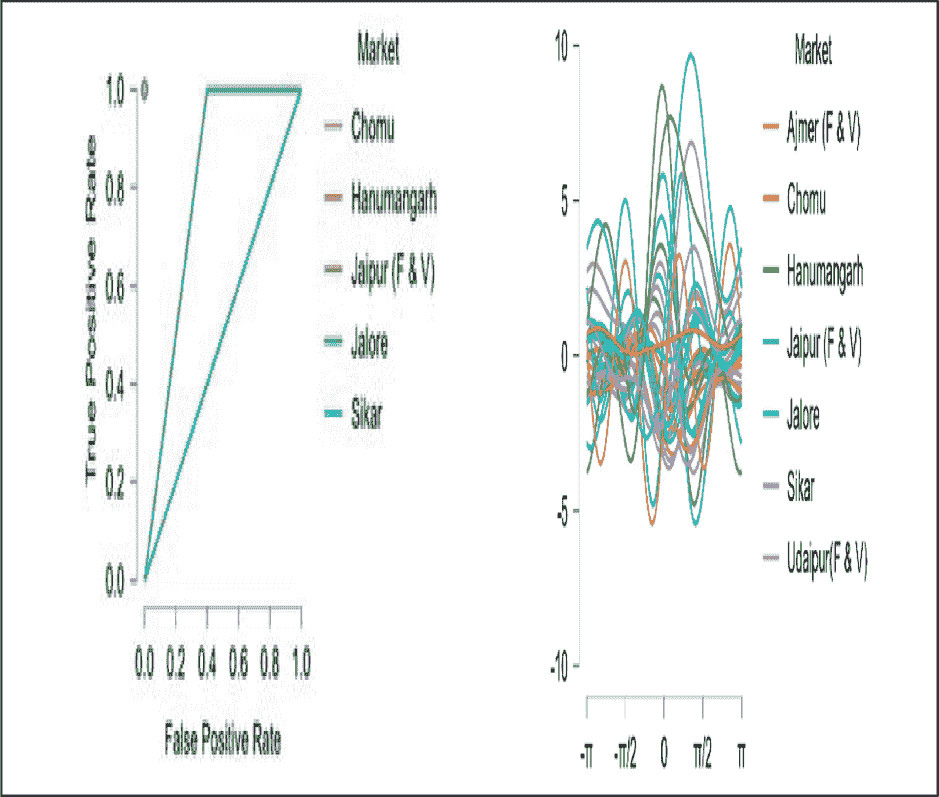 Market
1.0
0.8
0.6
0.4
0.2
0.0
True Positive Rate
Chomu
Hanumangarh
Jaipur (F & V)
Jalore
Sikar
0.0 0.2 0.4 0.6 0.8 1.0
False Positive Rate
Market
10
5
0
-5
-10
Ajmer (F & V)
Chomu
Hanumangarh
Jaipur (F & V)
Jalore
Sikar
Udaipur(F & V)
-π -π/2 0 π/2 π